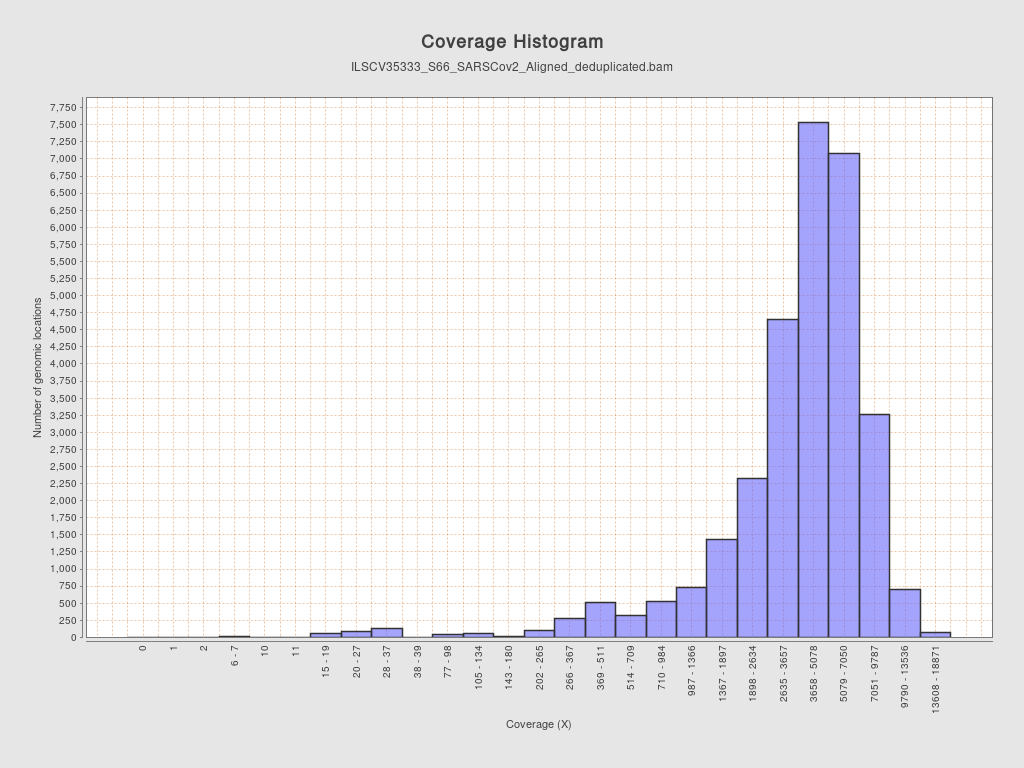 Coverage Histogram
ILSCV35333_S66_SARSCov2_Aligned_deduplicated.bam
Number of genomic locations
7,750
7,500
7,250
7,000
6,750
6,500
6,250
6,000
5,750
5,500
5,250
5,000
4,750
4,500
4,250
4,000
3,750
3,500
3,250
3,000
2,750
2,500
2,250
2,000
1,750
1,500
1,250
1,000
750
500
250
0
0
1
2
6 - 7
10
11
15 - 19
20 - 27
28 - 37
38 - 39
77 - 98
105 - 134
143 - 180
202 - 265
266 - 367
369 - 511
514 - 709
710 - 984
987 - 1366
1367 - 1897
1898 - 2634
2635 - 3657
3658 - 5078
5079 - 7050
7051 - 9787
9790 - 13536
13608 - 18871
Coverage (X)